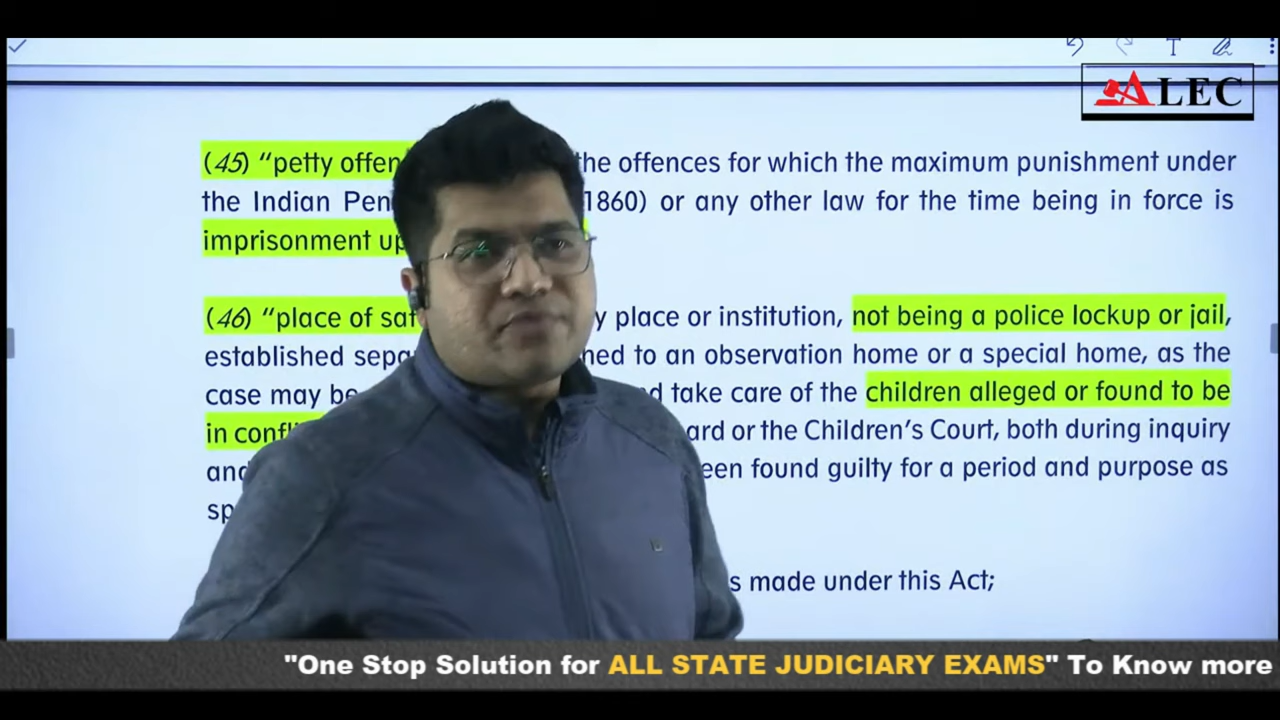 ALEC
(45) "petty offen the offences for which the maximum punishment under
the Indian Pen 1860) or any other law for the time being in force is
imprisonment up
(46) "place of saf y place or institution, not being a police lockup or jail,
established sepa hed to an observation home or a special home, as the
case may be d take care of the children alleged or found to be
in confl ard or the Children's Court, both during inquiry
and een found guilty for a period and purpose as
sp
s made under this Act;
"One Stop Solution for ALL STATE JUDICIARY EXAMS" To Know more